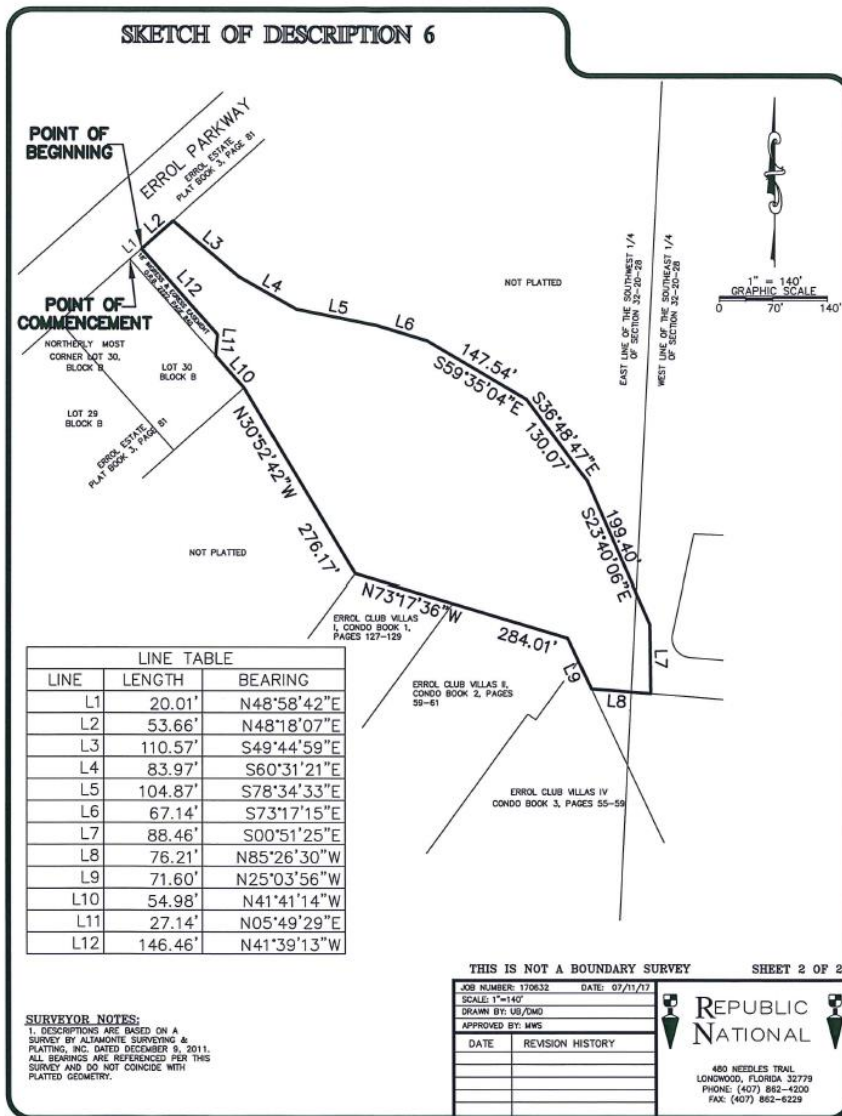 SKETCH OF DESCRIPTION 6
POINT OF
BEGINNING
ERROL PARKWAY
ERROL ESTATE
PLAT BOOK 3, PAGE 81
L1
L2
L3
L4
L5
L6
L12
L11
L10
POINT OF
COMMENCEMENT
NORTHERLY MOST
CORNER LOT 30,
BLOCK B
LOT 30
BLOCK B
LOT 29
BLOCK B
ERROL ESTATE
PLAT BOOK 3, PAGE 81
INGRESS & EGRESS EASEMENT
NOT PLATTED
147.54'
S59°35'04"E
S36°48'47"E
130.07'
199.40'
S23°40'06"E
EAST LINE OF THE SOUTHWEST 1/4
OF SECTION 32-20-28
WEST LINE OF THE SOUTHEAST 1/4
OF SECTION 32-20-28
1" = 140'
GRAPHIC SCALE
0 70' 140'
N30°52'42"W
276.17'
NOT PLATTED
N73°17'36"W
284.01'
L7
L8
L9
ERROL CLUB VILLAS
I, CONDO BOOK 1,
PAGES 127-129
ERROL CLUB VILLAS II,
CONDO BOOK 2, PAGES
59-61
ERROL CLUB VILLAS IV
CONDO BOOK 3, PAGES 55-59
LINE TABLE
LINE LENGTH BEARING
L1 20.01' N48°58'42"E
L2 53.66' N48°18'07"E
L3 110.57' S49°44'59"E
L4 83.97' S60°31'21"E
L5 104.87' S78°34'33"E
L6 67.14' S73°17'15"E
L7 88.46' S00°51'25"E
L8 76.21' N85°26'30"W
L9 71.60' N25°03'56"W
L10 54.98' N41°41'14"W
L11 27.14' N05°49'29"E
L12 146.46' N41°39'13"W
SURVEYOR NOTES:
1. DESCRIPTIONS ARE BASED ON A
SURVEY BY ALTAMONTE SURVEYING &
PLATTING, INC. DATED DECEMBER 9, 2011.
ALL BEARINGS ARE REFERENCED PER THIS
SURVEY AND DO NOT COINCIDE WITH
PLATTED GEOMETRY.
THIS IS NOT A BOUNDARY SURVEY SHEET 2 OF 2
JOB NUMBER: 170632 DATE: 07/11/17
SCALE: 1"=140'
DRAWN BY: UB/DMD
APPROVED BY: MWS
DATE REVISION HISTORY
REPUBLIC
NATIONAL
480 NEEDLES TRAIL
LONGWOOD, FLORIDA 32779
PHONE: (407) 862-4200
FAX: (407) 862-6229